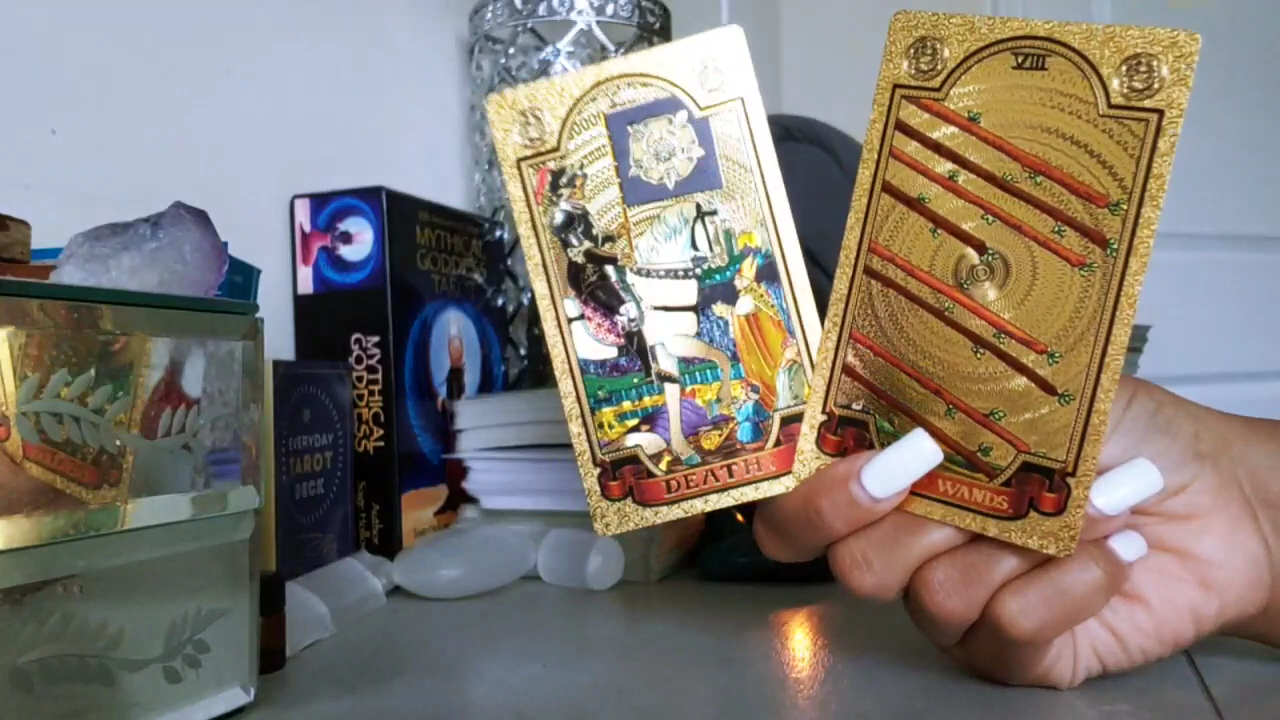 VIII
WANDS
DEATH.
MYTHICAL
GODDESS
TAROT
MYTHICAL
GODDESS
EVERYDAY
TAROT
DECK